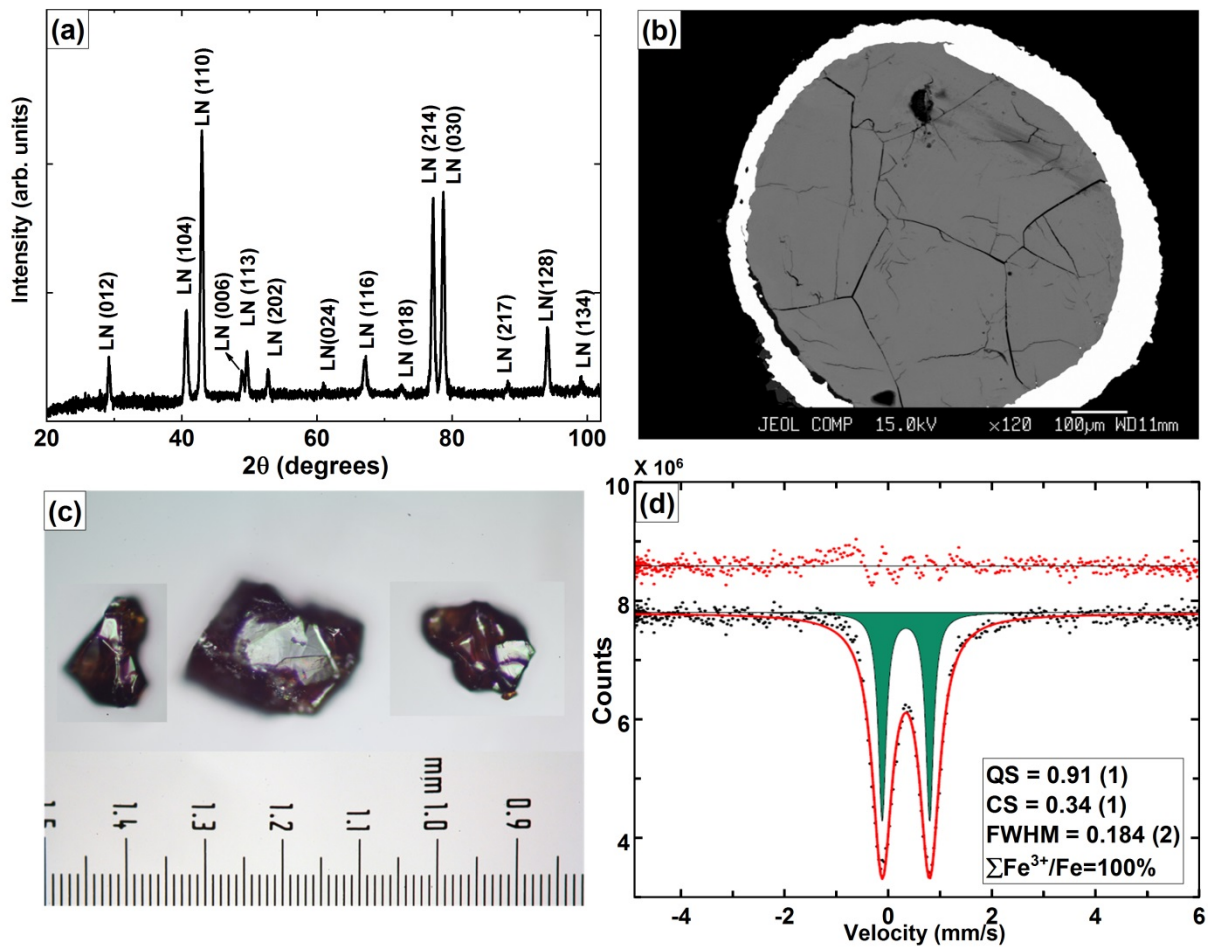 (a)
Intensity (arb. units)
LN (012)
LN (104)
LN (110)
LN (006)
LN (113)
LN (202)
LN(024)
LN (116)
LN (018)
LN (214)
LN (030)
LN (217)
LN(128)
LN (134)
20 40 60 80 100
2θ (degrees)
(b)
JEOL COMP 15.0kV ×120 100µm WD11mm
(c)
1.4 1.3 1.2 1.1 mm 1.0 0.9
(d)
X 10⁶
10
8
6
4
Counts
QS = 0.91 (1)
CS = 0.34 (1)
FWHM = 0.184 (2)
∑Fe³⁺/Fe=100%
-4 -2 0 2 4 6
Velocity (mm/s)